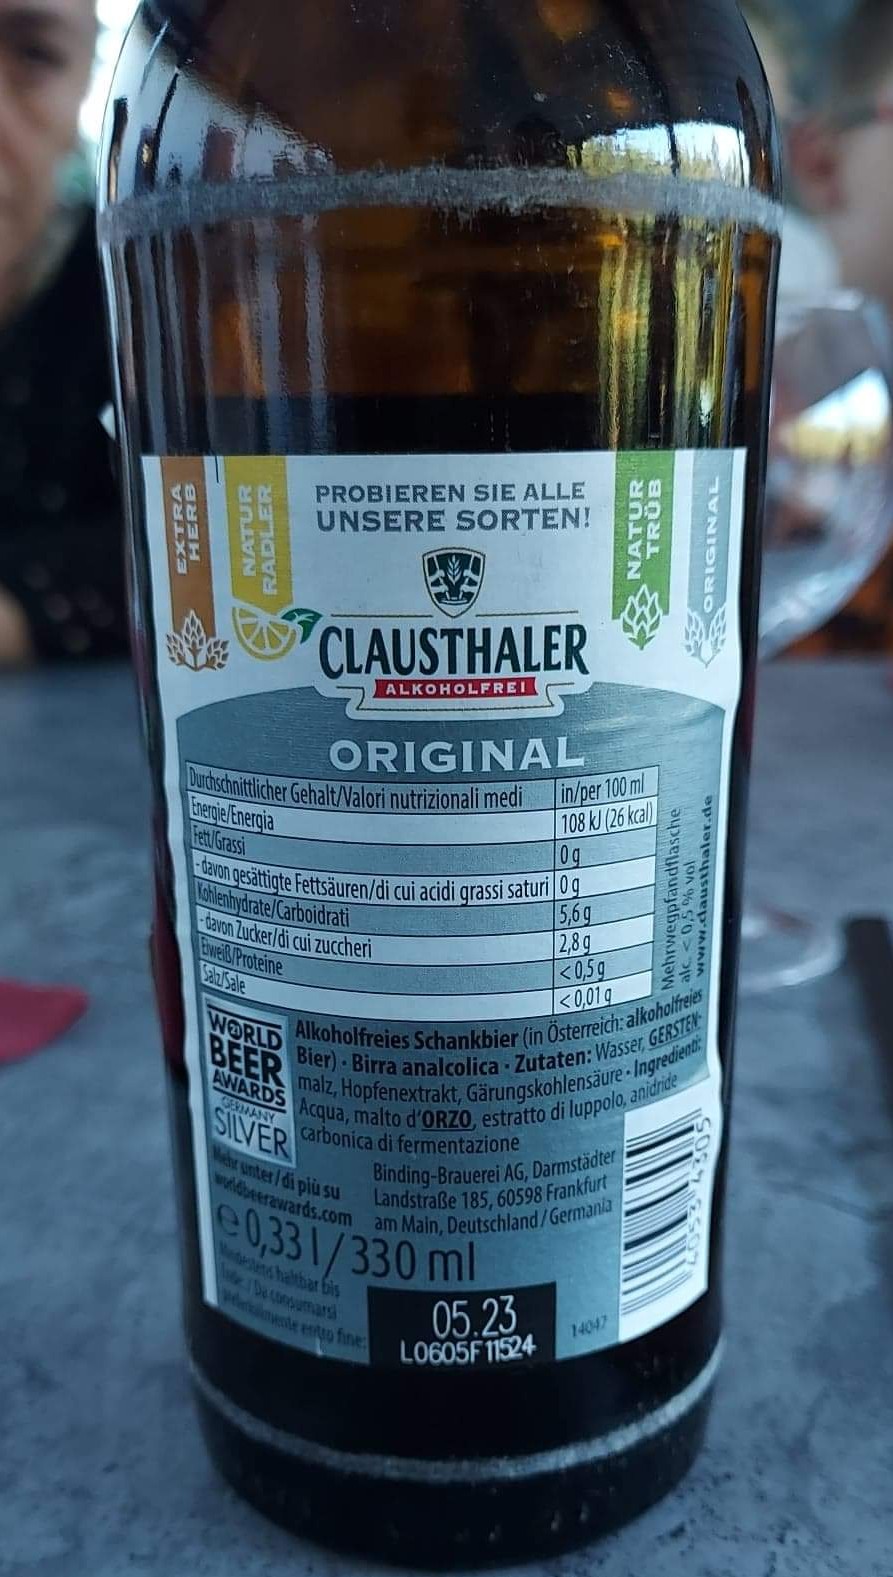 EXTRA
HERB
NATUR
RADLER
PROBIEREN SIE ALLE
UNSERE SORTEN!
NATUR
TRÜB
ORIGINAL
CLAUSTHALER
ALKOHOLFREI
ORIGINAL
Durchschnittlicher Gehalt/Valori nutrizionali medi in/per 100 ml
Energie/Energia 108 kJ (26 kcal)
Fett/Grassi 0 g
- davon gesättigte Fettsäuren/di cui acidi grassi saturi 0 g
Kohlenhydrate/Carboidrati 5,6 g
- davon Zucker/di cui zuccheri 2,8 g
Eiweiß/Proteine <0,5 g
Salz/Sale <0,01 g
Mehrwegpfandflasche
alc. < 0,5 % vol
www.clausthaler.de
WORLD
BEER
AWARDS
GERMANY
SILVER
Alkoholfreies Schankbier (in Österreich: alkoholfreies
Bier) · Birra analcolica · Zutaten: Wasser, GERSTEN-
malz, Hopfenextrakt, Gärungskohlensäure · Ingredienti:
Acqua, malto d'ORZO, estratto di luppolo, anidride
carbonica di fermentazione
Mehr unter/di più su
worldbeerawards.com
Binding-Brauerei AG, Darmstädter
Landstraße 185, 60598 Frankfurt
am Main, Deutschland/Germania
e 0,33 l/330 ml
Mindestens haltbar bis
Ende:/Da consumarsi
preferibilmente entro fine:
05.23
L0605F11524
14047